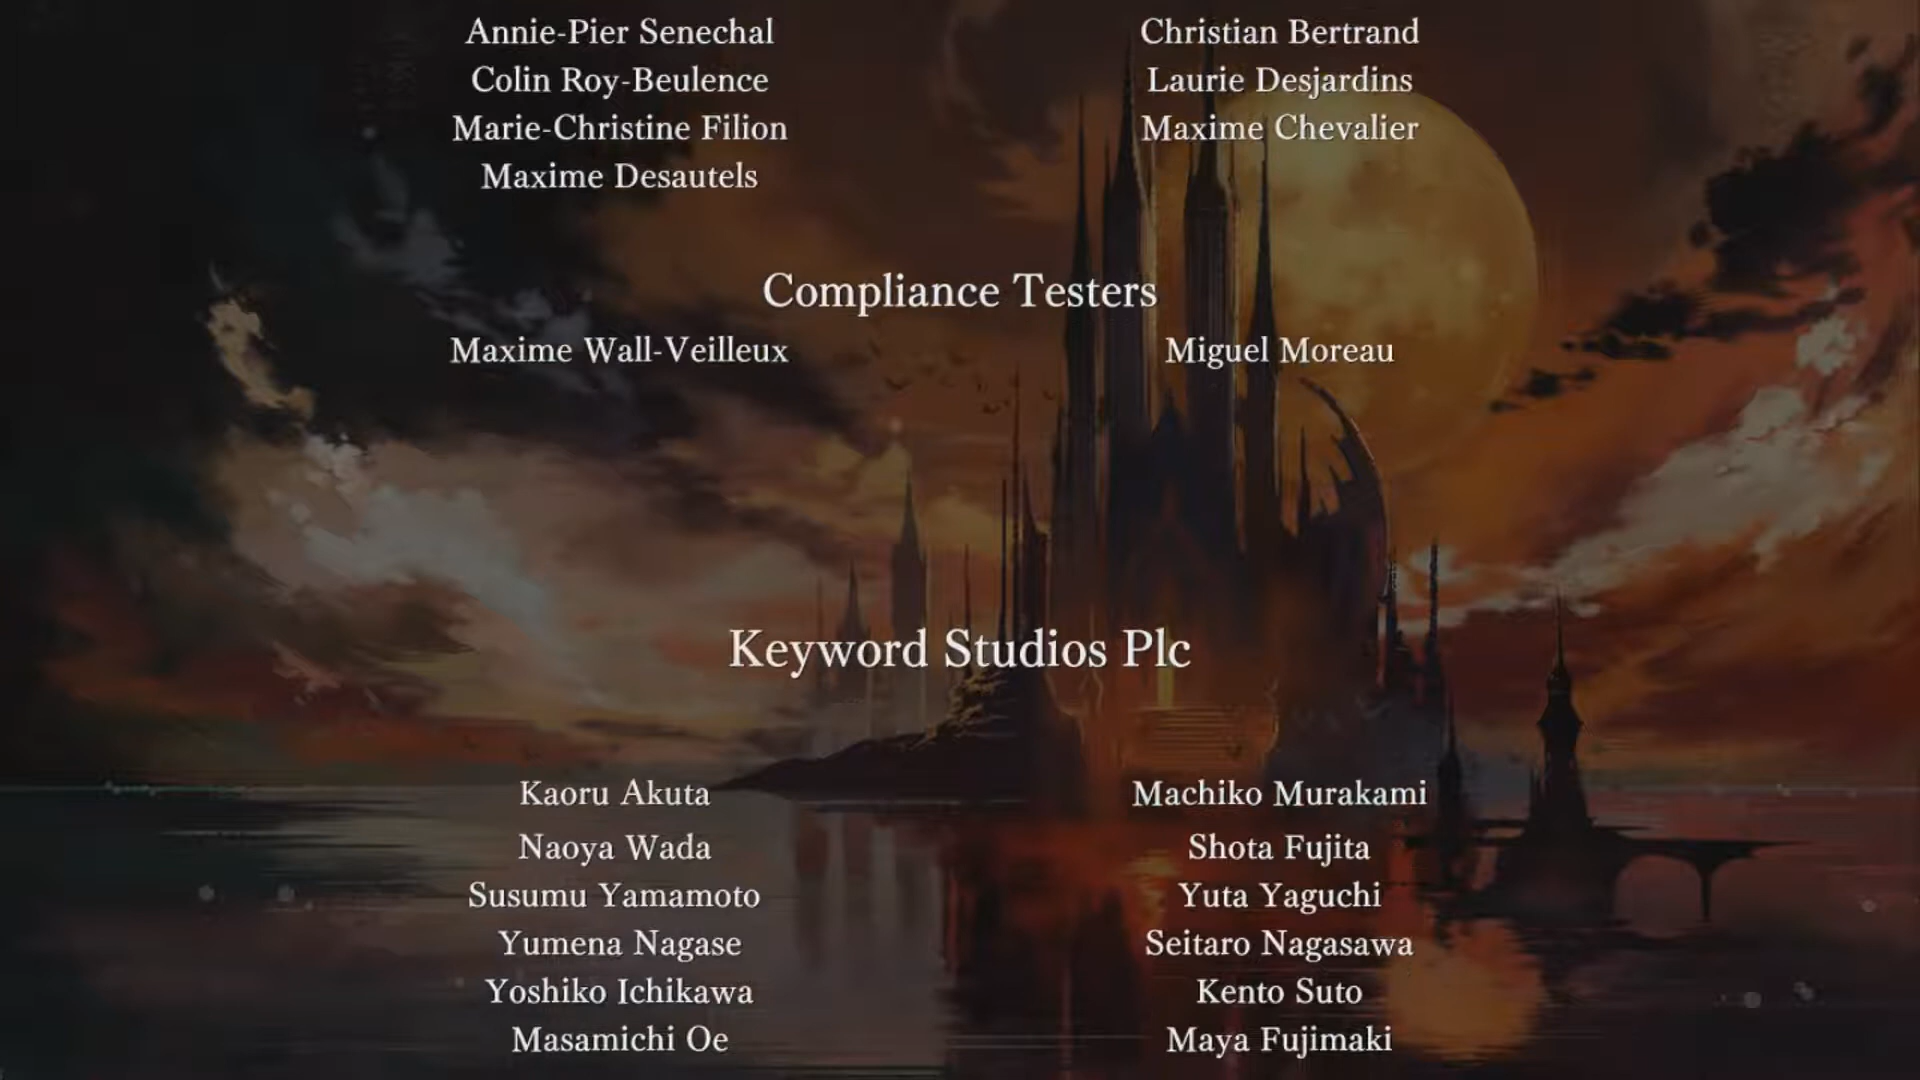 Annie-Pier Senechal Christian Bertrand
Colin Roy-Beulence Laurie Desjardins
Marie-Christine Filion Maxime Chevalier
Maxime Desautels
Compliance Testers
Maxime Wall-Veilleux Miguel Moreau
Keyword Studios Plc
Kaoru Akuta Machiko Murakami
Naoya Wada Shota Fujita
Susumu Yamamoto Yuta Yaguchi
Yumena Nagase Seitaro Nagasawa
Yoshiko Ichikawa Kento Suto
Masamichi Oe Maya Fujimaki